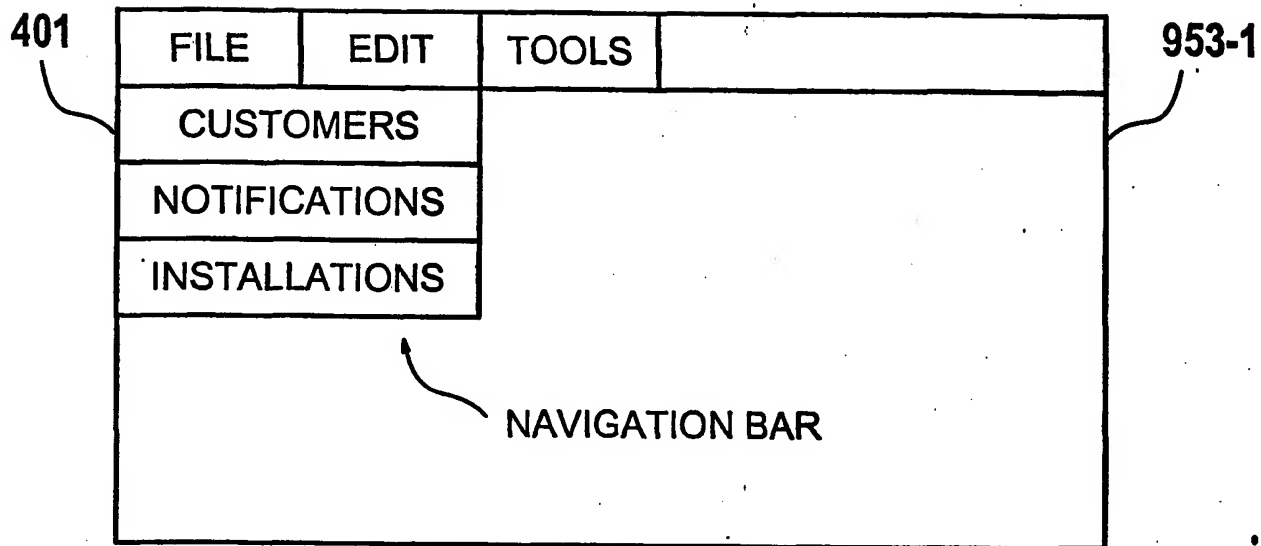 401
FILE EDIT TOOLS
953-1
CUSTOMERS
NOTIFICATIONS
INSTALLATIONS
NAVIGATION BAR